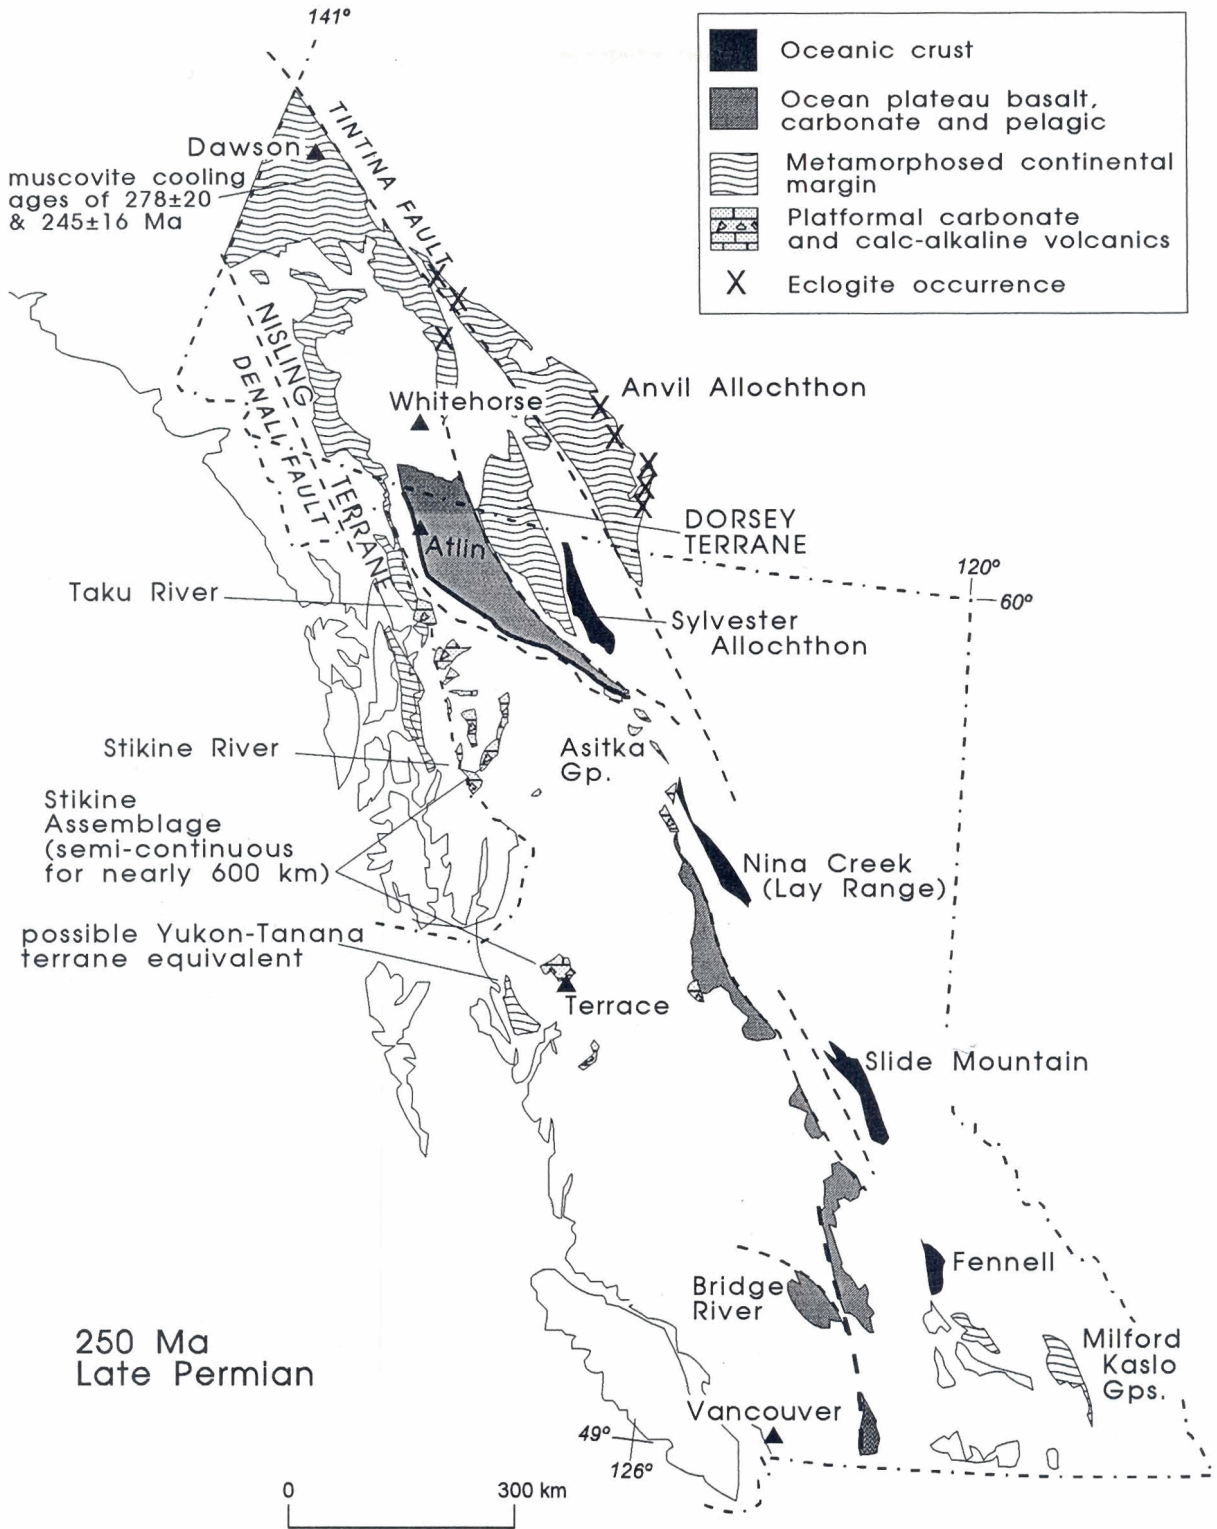 141°
Oceanic crust
Ocean plateau basalt,
carbonate and pelagic
Metamorphosed continental
margin
Platformal carbonate
and calc-alkaline volcanics
X Eclogite occurrence
TINTINA FAULT
Dawson
muscovite cooling
ages of 278±20
& 245±16 Ma
NISLING
TERRANE
DENALI FAULT
Whitehorse
Anvil Allochthon
Atlin
DORSEY
TERRANE
120°
60°
Taku River
Sylvester
Allochthon
Stikine River
Asitka
Gp.
Stikine
Assemblage
(semi-continuous
for nearly 600 km)
Nina Creek
(Lay Range)
possible Yukon-Tanana
terrane equivalent
Terrace
Slide Mountain
Fennell
Bridge
River
250 Ma
Late Permian
Milford
Kaslo
Gps.
Vancouver
49°
126°
0 300 km